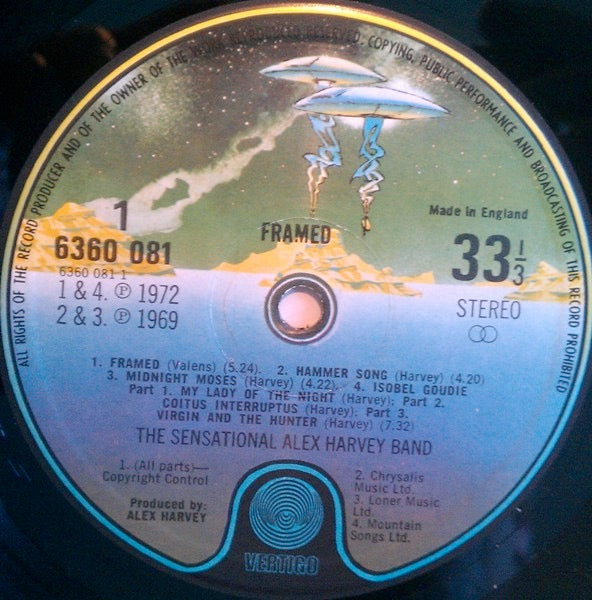 ALL RIGHTS OF THE RECORD PRODUCER AND OF THE OWNER OF THE WORK REPRODUCED RESERVED. COPYING, PUBLIC PERFORMANCE AND BROADCASTING OF THIS RECORD PROHIBITED
1
6360 081
6360 081 1
1 & 4. Ⓟ 1972
2 & 3. Ⓟ 1969
FRAMED
Made in England
33 1/3
STEREO
1. FRAMED (Valens) (5.24). 2. HAMMER SONG (Harvey) (4.20)
3. MIDNIGHT MOSES (Harvey) (4.22). 4. ISOBEL GOUDIE
Part 1. MY LADY OF THE NIGHT (Harvey): Part 2.
COITUS INTERRUPTUS (Harvey): Part 3.
VIRGIN AND THE HUNTER (Harvey) (7.32)
THE SENSATIONAL ALEX HARVEY BAND
1. (All parts)—
Copyright Control
Produced by:
ALEX HARVEY
2. Chrysalis
Music Ltd.
3. Loner Music
Ltd.
4. Mountain
Songs Ltd.
VERTIGO